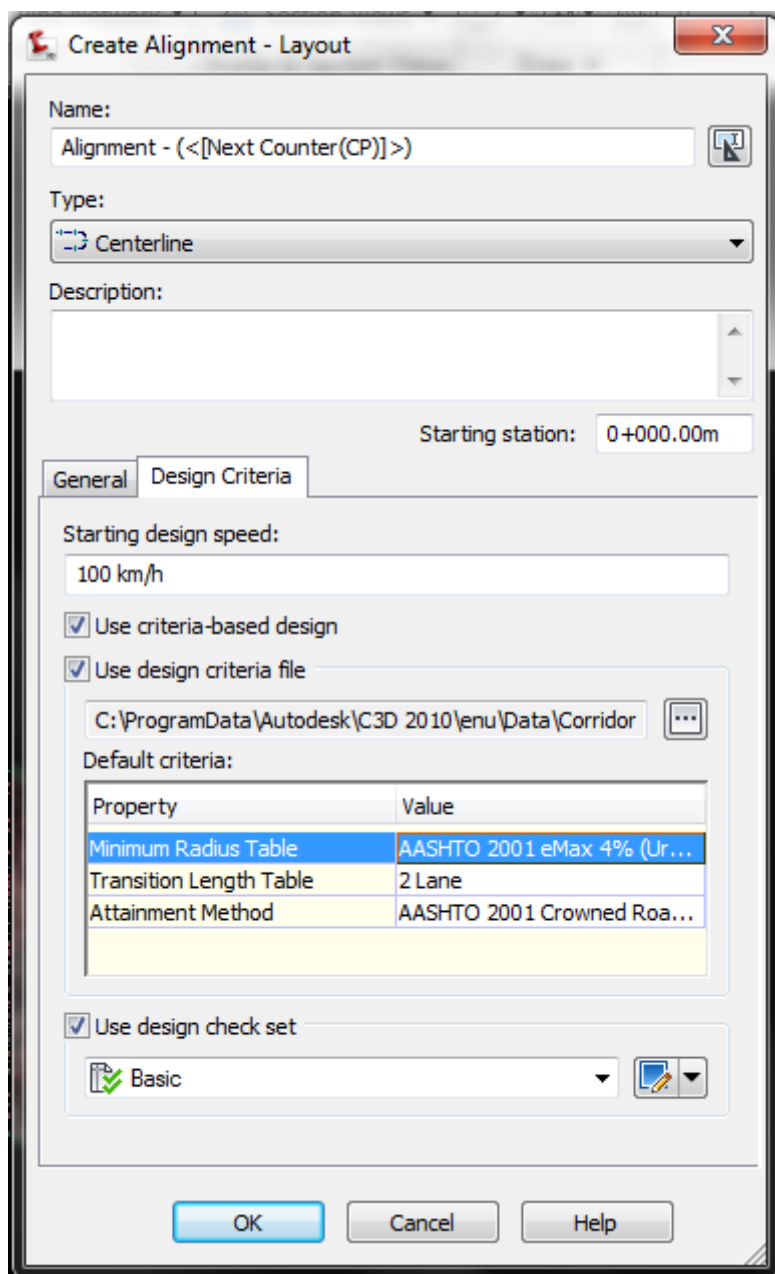 Create Alignment - Layout
Name:
Alignment - (<[Next Counter(CP)]>)
Type:
Centerline
Description:
Starting station: 0+000.00m
General Design Criteria
Starting design speed:
100 km/h
Use criteria-based design
Use design criteria file
C:\ProgramData\Autodesk\C3D 2010\enu\Data\Corridor
Default criteria:
Property Value
Minimum Radius Table AASHTO 2001 eMax 4% (Ur...
Transition Length Table 2 Lane
Attainment Method AASHTO 2001 Crowned Roa...
Use design check set
Basic
OK Cancel Help